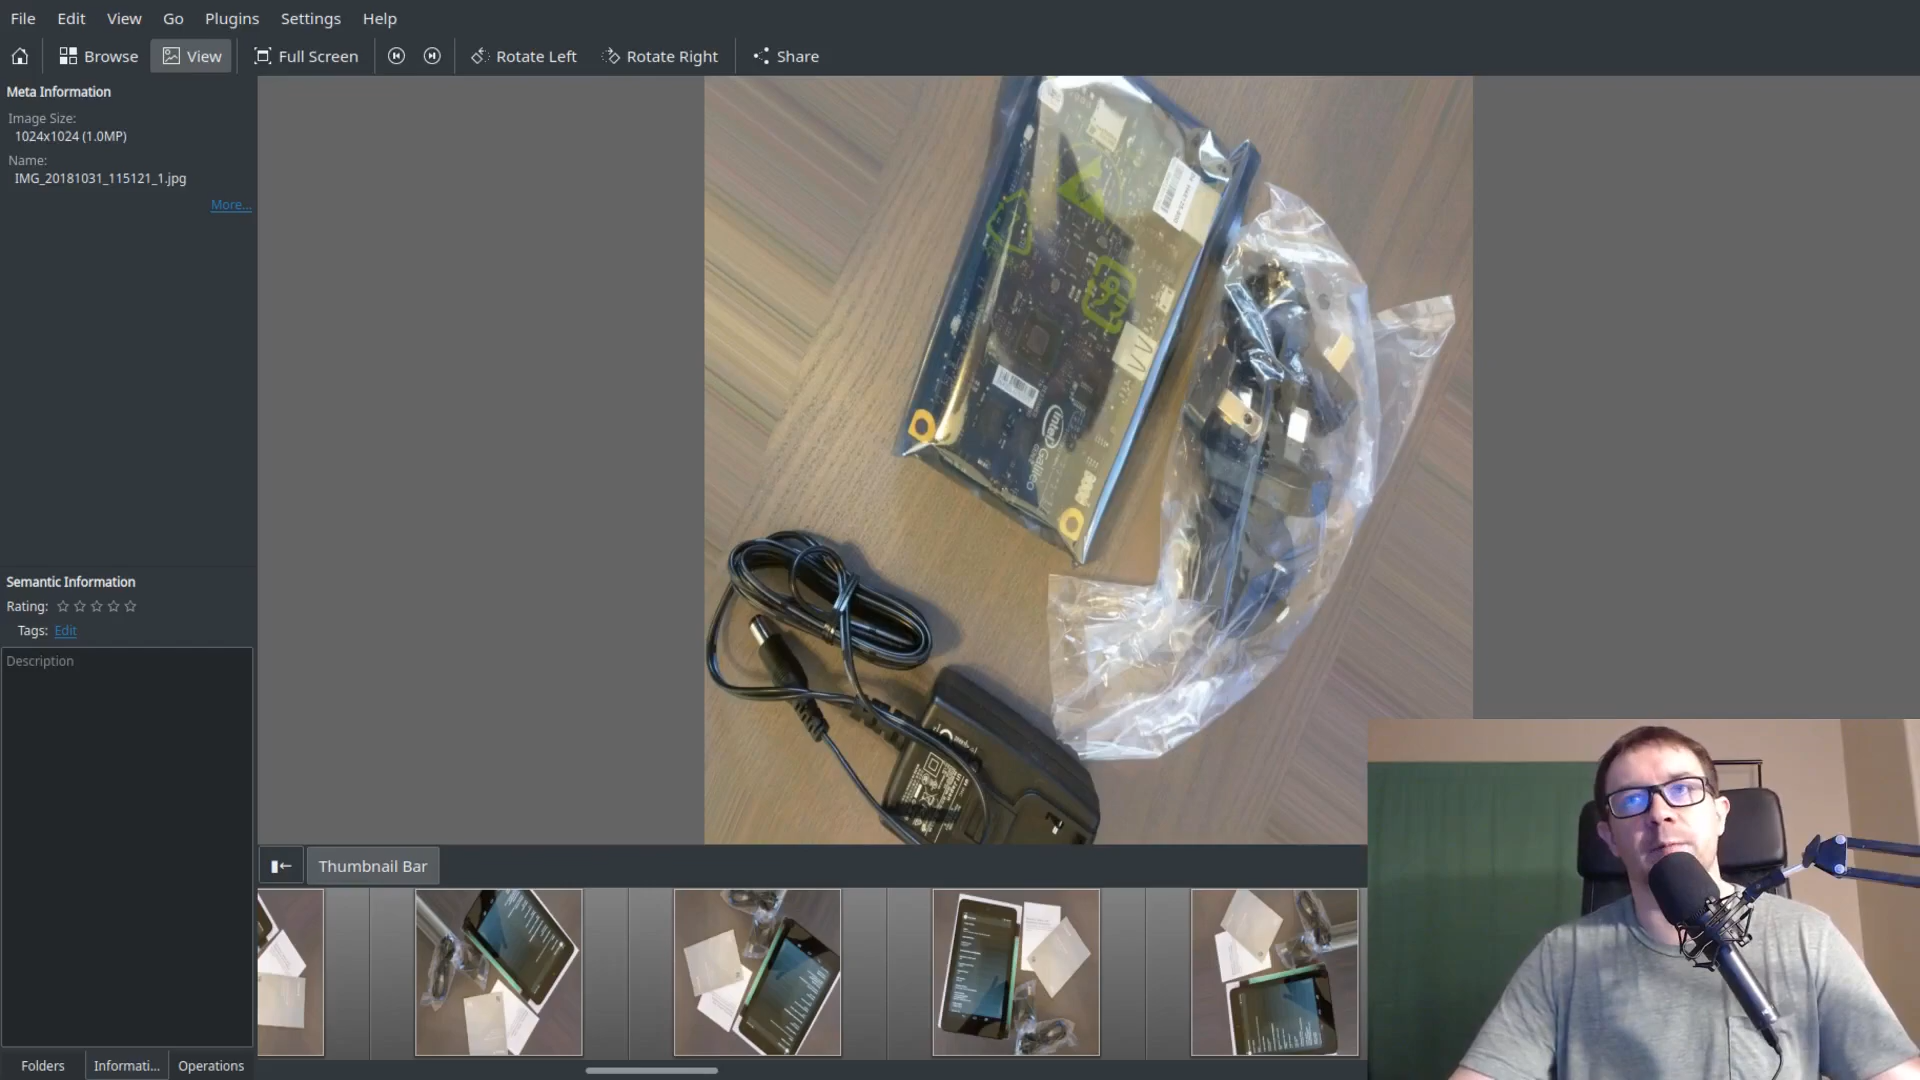 File Edit View Go Plugins Settings Help
Browse View Full Screen Rotate Left Rotate Right Share
Meta Information
Image Size:
1024x1024 (1.0MP)
Name:
IMG_20181031_115121_1.jpg
More...
intel Galileo
Semantic Information
Rating:
Tags: Edit
Description
Thumbnail Bar
Folders Informati... Operations